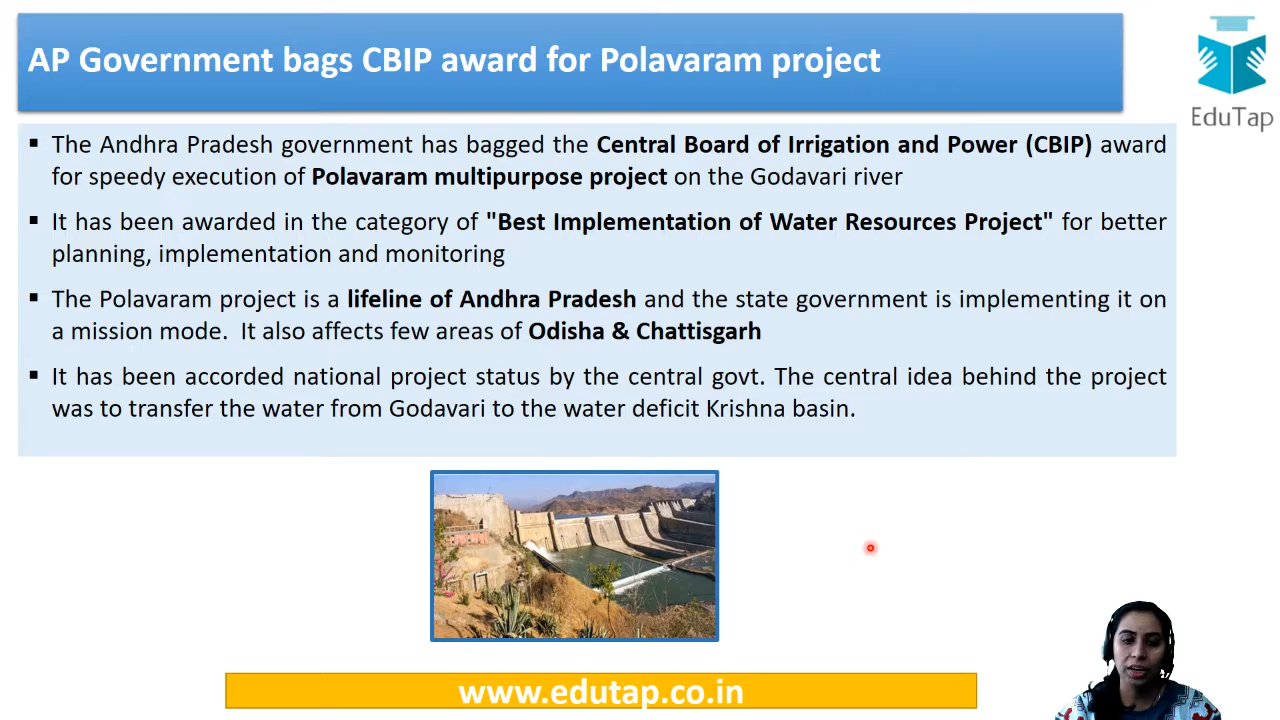 AP Government bags CBIP award for Polavaram project
EduTap
▪ The Andhra Pradesh government has bagged the Central Board of Irrigation and Power (CBIP) award
for speedy execution of Polavaram multipurpose project on the Godavari river
▪ It has been awarded in the category of "Best Implementation of Water Resources Project" for better
planning, implementation and monitoring
▪ The Polavaram project is a lifeline of Andhra Pradesh and the state government is implementing it on
a mission mode. It also affects few areas of Odisha & Chattisgarh
▪ It has been accorded national project status by the central govt. The central idea behind the project
was to transfer the water from Godavari to the water deficit Krishna basin.
www.edutap.co.in